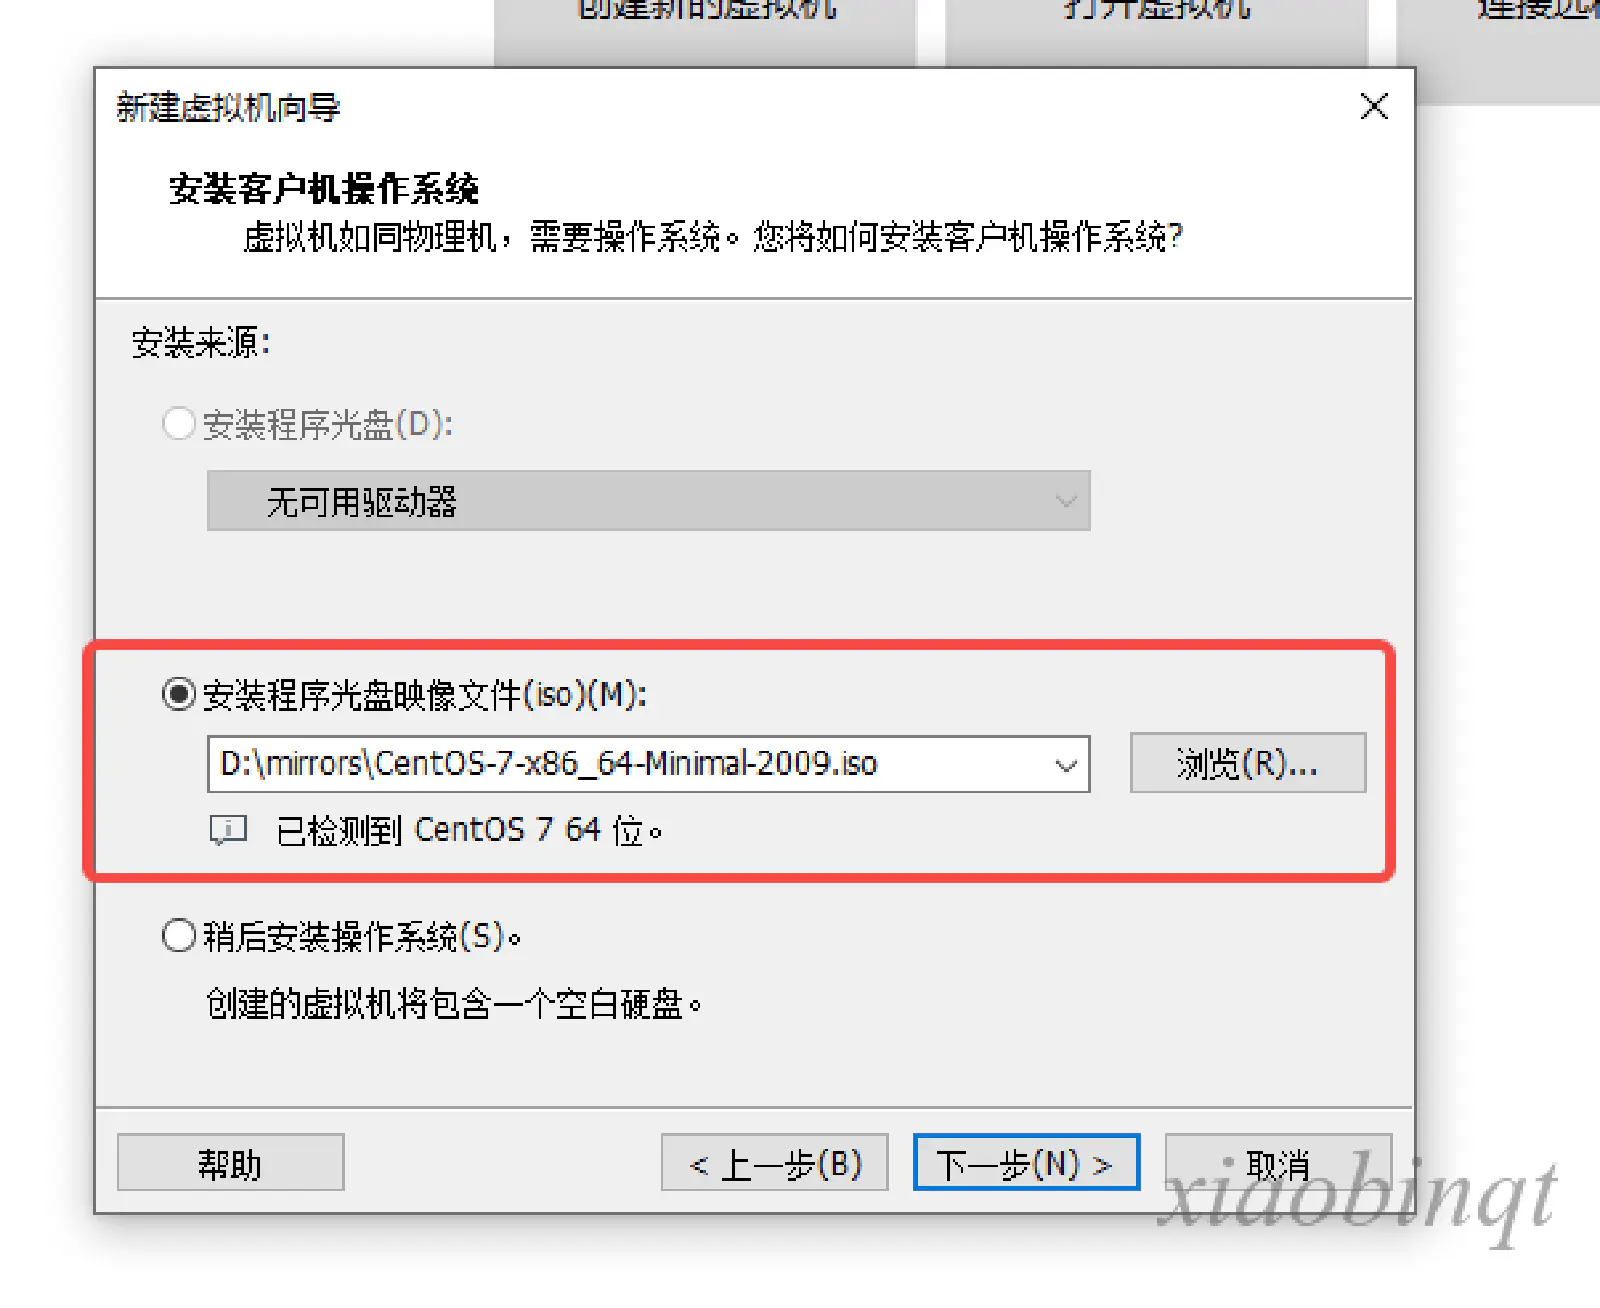 创建新的虚拟机
打开虚拟机
连接远
新建虚拟机向导
安装客户机操作系统
虚拟机如同物理机，需要操作系统。您将如何安装客户机操作系统?
安装来源:
安装程序光盘(D):
无可用驱动器
安装程序光盘映像文件(iso)(M):
D:\mirrors\CentOS-7-x86_64-Minimal-2009.iso
浏览(R)...
已检测到 CentOS 7 64 位。
稍后安装操作系统(S)。
创建的虚拟机将包含一个空白硬盘。
帮助
< 上一步(B)
下一步(N) >
取消
xiaobinqt